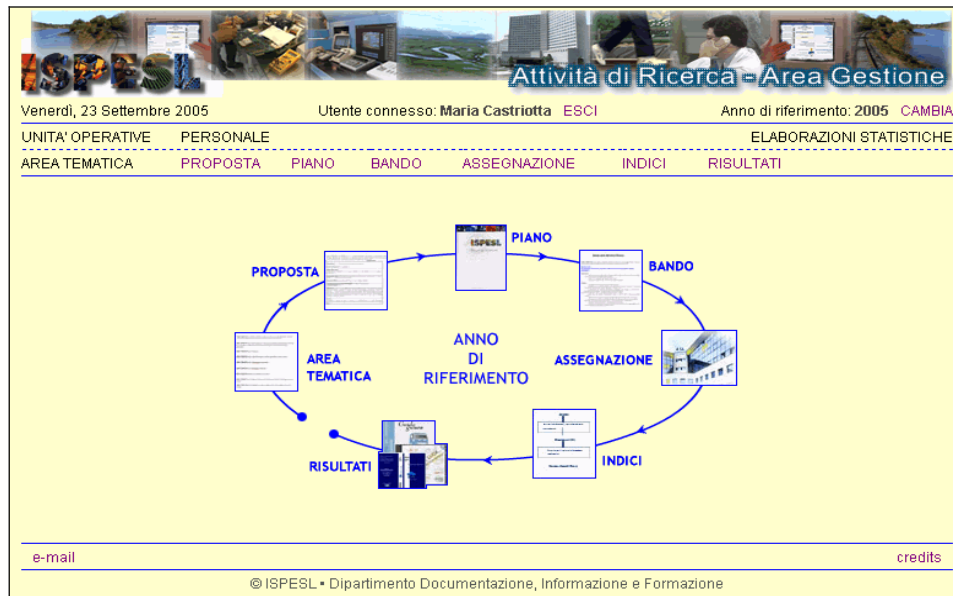 ISPESL
Attività di Ricerca - Area Gestione
Venerdì, 23 Settembre 2005 Utente connesso: Maria Castriotta ESCI Anno di riferimento: 2005 CAMBIA
UNITA' OPERATIVE PERSONALE ELABORAZIONI STATISTICHE
AREA TEMATICA PROPOSTA PIANO BANDO ASSEGNAZIONE INDICI RISULTATI
ISPESL
PIANO
PROPOSTA
BANDO
AREA
TEMATICA
ANNO
DI
RIFERIMENTO
ASSEGNAZIONE
RISULTATI
INDICI
e-mail credits
© ISPESL • Dipartimento Documentazione, Informazione e Formazione